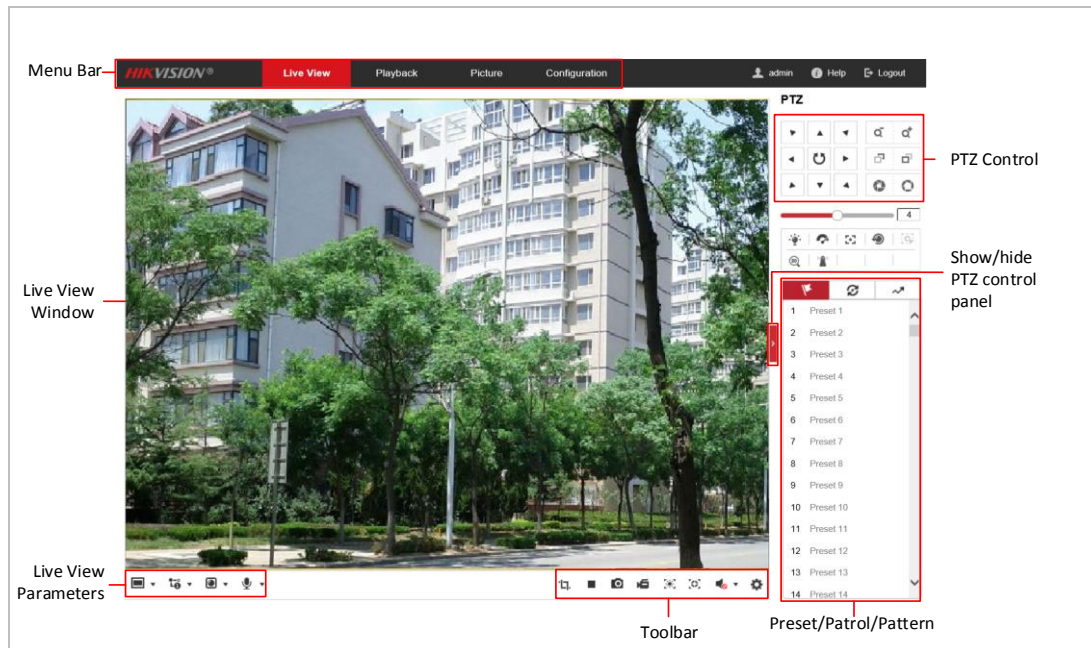 Menu Bar
HIKVISION®
Live View
Playback
Picture
Configuration
admin
Help
Logout
PTZ
PTZ Control
4
Show/hide
PTZ control
panel
Live View
Window
1 Preset 1
2 Preset 2
3 Preset 3
4 Preset 4
5 Preset 5
6 Preset 6
7 Preset 7
8 Preset 8
9 Preset 9
10 Preset 10
11 Preset 11
12 Preset 12
13 Preset 13
14 Preset 14
Live View
Parameters
Toolbar
Preset/Patrol/Pattern